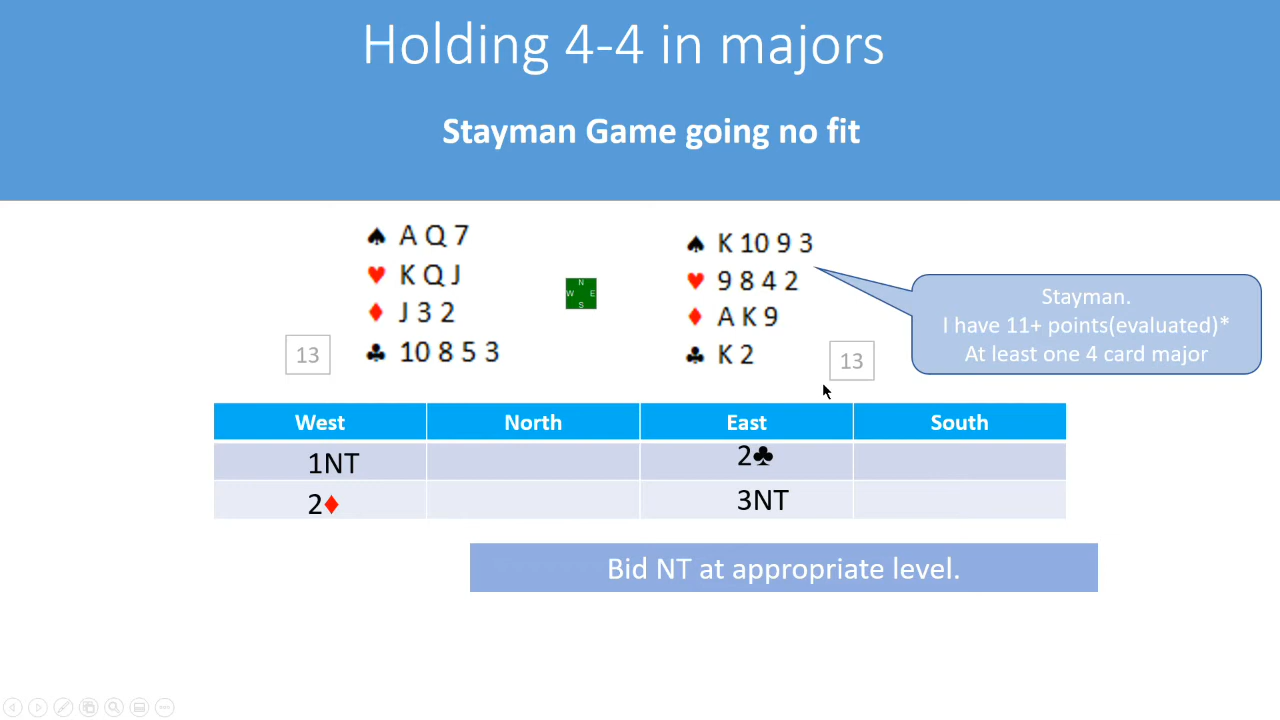 Holding 4-4 in majors
Stayman Game going no fit
♠ A Q 7
♥ K Q J
♦ J 3 2
♣ 10 8 5 3
13
N
W E
S
♠ K 10 9 3
♥ 9 8 4 2
♦ A K 9
♣ K 2
13
Stayman.
I have 11+ points(evaluated)*
At least one 4 card major
West North East South
1NT 2♣
2♦ 3NT
Bid NT at appropriate level.